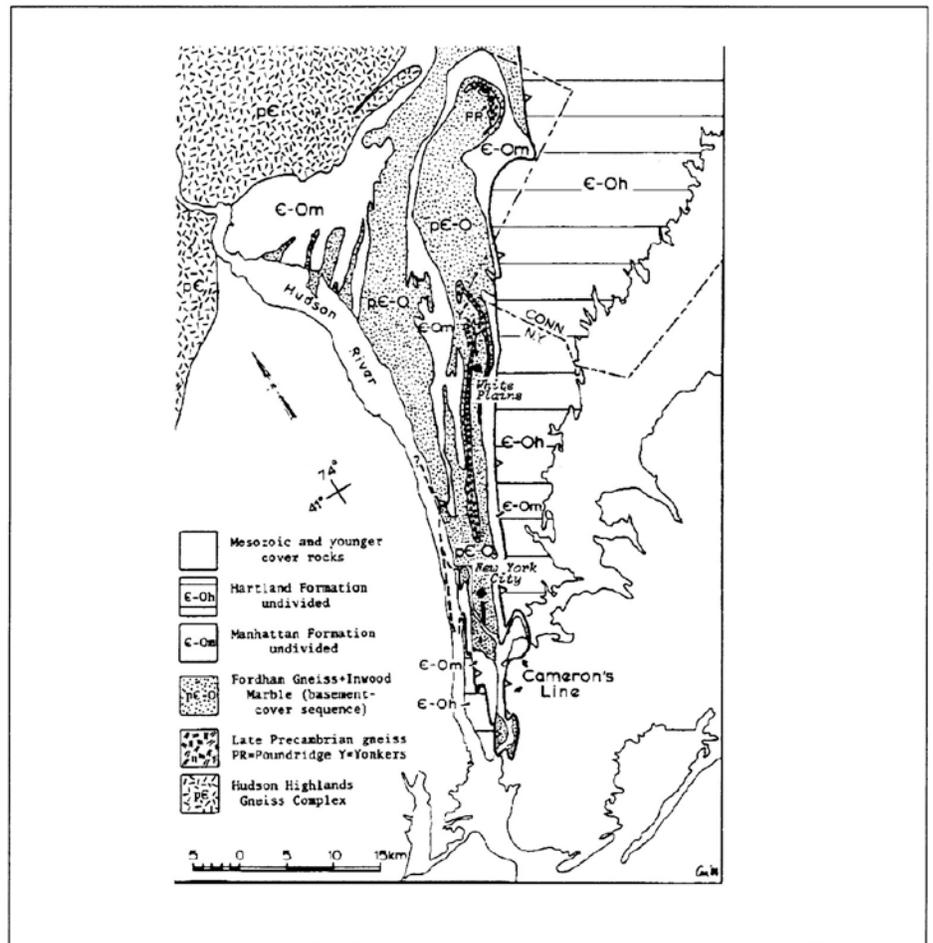 pЄ
PR
Є-Om
Є-Oh
Є-Om
pЄ-O
pЄ
Hudson
River
pЄ-O
Є-Om
CONN
N.Y.
White
Plains
Є-Oh
74°
41°
Є-Om
pЄ-O
New York
City
Є-Om
Є-Oh
Cameron's
Line
Mesozoic and younger
cover rocks
Є-Oh
Hartland Formation
undivided
Є-Om
Manhattan Formation
undivided
pЄ-O
Fordham Gneiss+Inwood
Marble (basement-
cover sequence)
Late Precambrian gneiss
PR=Poundridge Y=Yonkers
pЄ
Hudson Highlands
Gneiss Complex
5 0 5 10 15km